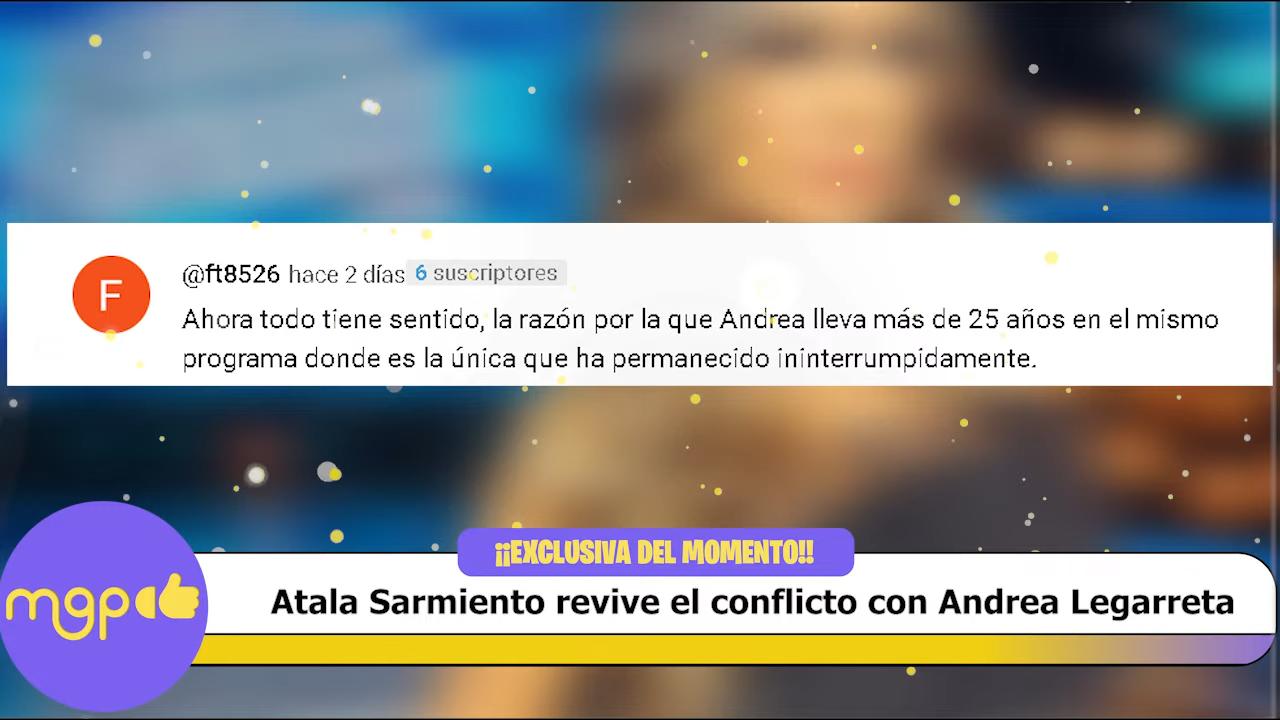 F
@ft8526 hace 2 días 6 suscriptores
Ahora todo tiene sentido, la razón por la que Andrea lleva más de 25 años en el mismo
programa donde es la única que ha permanecido ininterrumpidamente.
¡¡EXCLUSIVA DEL MOMENTO!!
Atala Sarmiento revive el conflicto con Andrea Legarreta
mgp